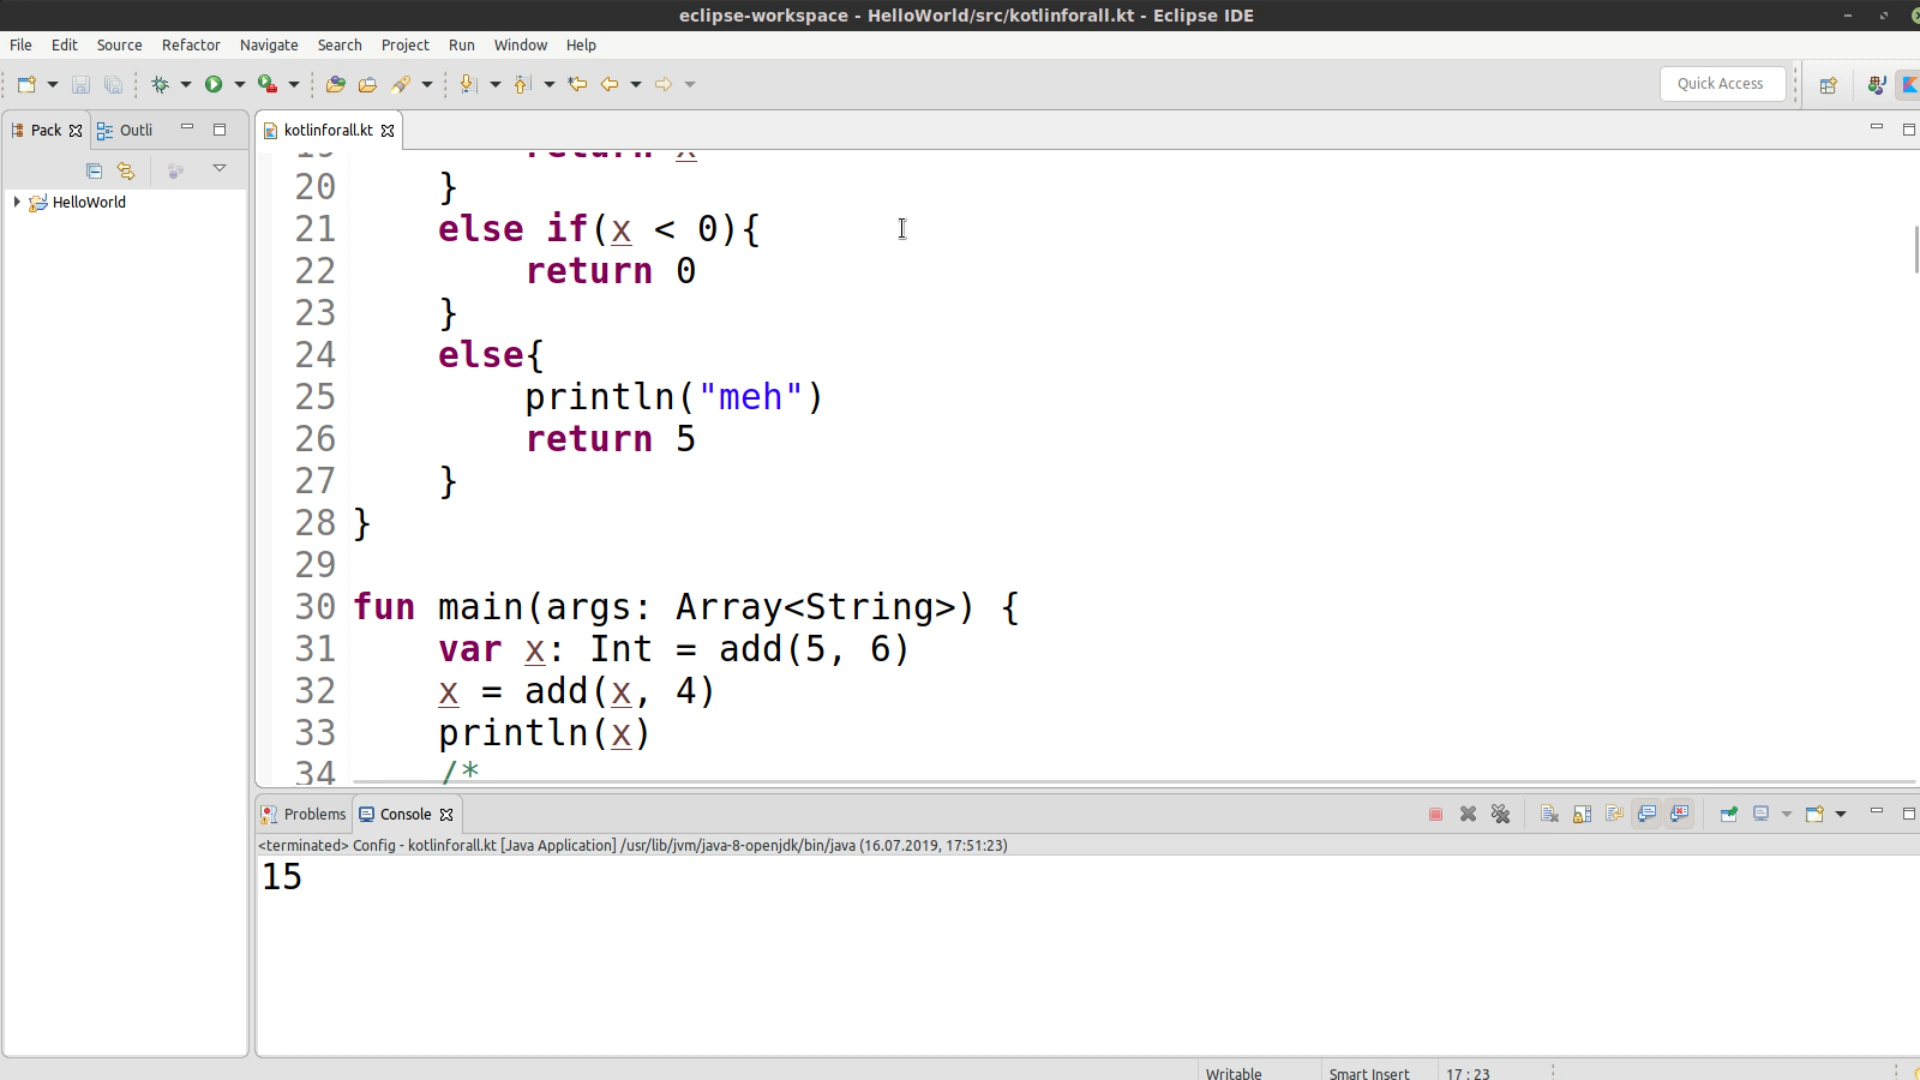 eclipse-workspace - HelloWorld/src/kotlinforall.kt - Eclipse IDE
File Edit Source Refactor Navigate Search Project Run Window Help
Quick Access
Pack Outli
kotlinforall.kt
HelloWorld
19 return x
20 }
21 else if(x < 0){
22 return 0
23 }
24 else{
25 println("meh")
26 return 5
27 }
28 }
29
30 fun main(args: Array<String>) {
31 var x: Int = add(5, 6)
32 x = add(x, 4)
33 println(x)
34 /*
Problems Console
<terminated> Config - kotlinforall.kt [Java Application] /usr/lib/jvm/java-8-openjdk/bin/java (16.07.2019, 17:51:23)
15
Writable Smart Insert 17 : 23